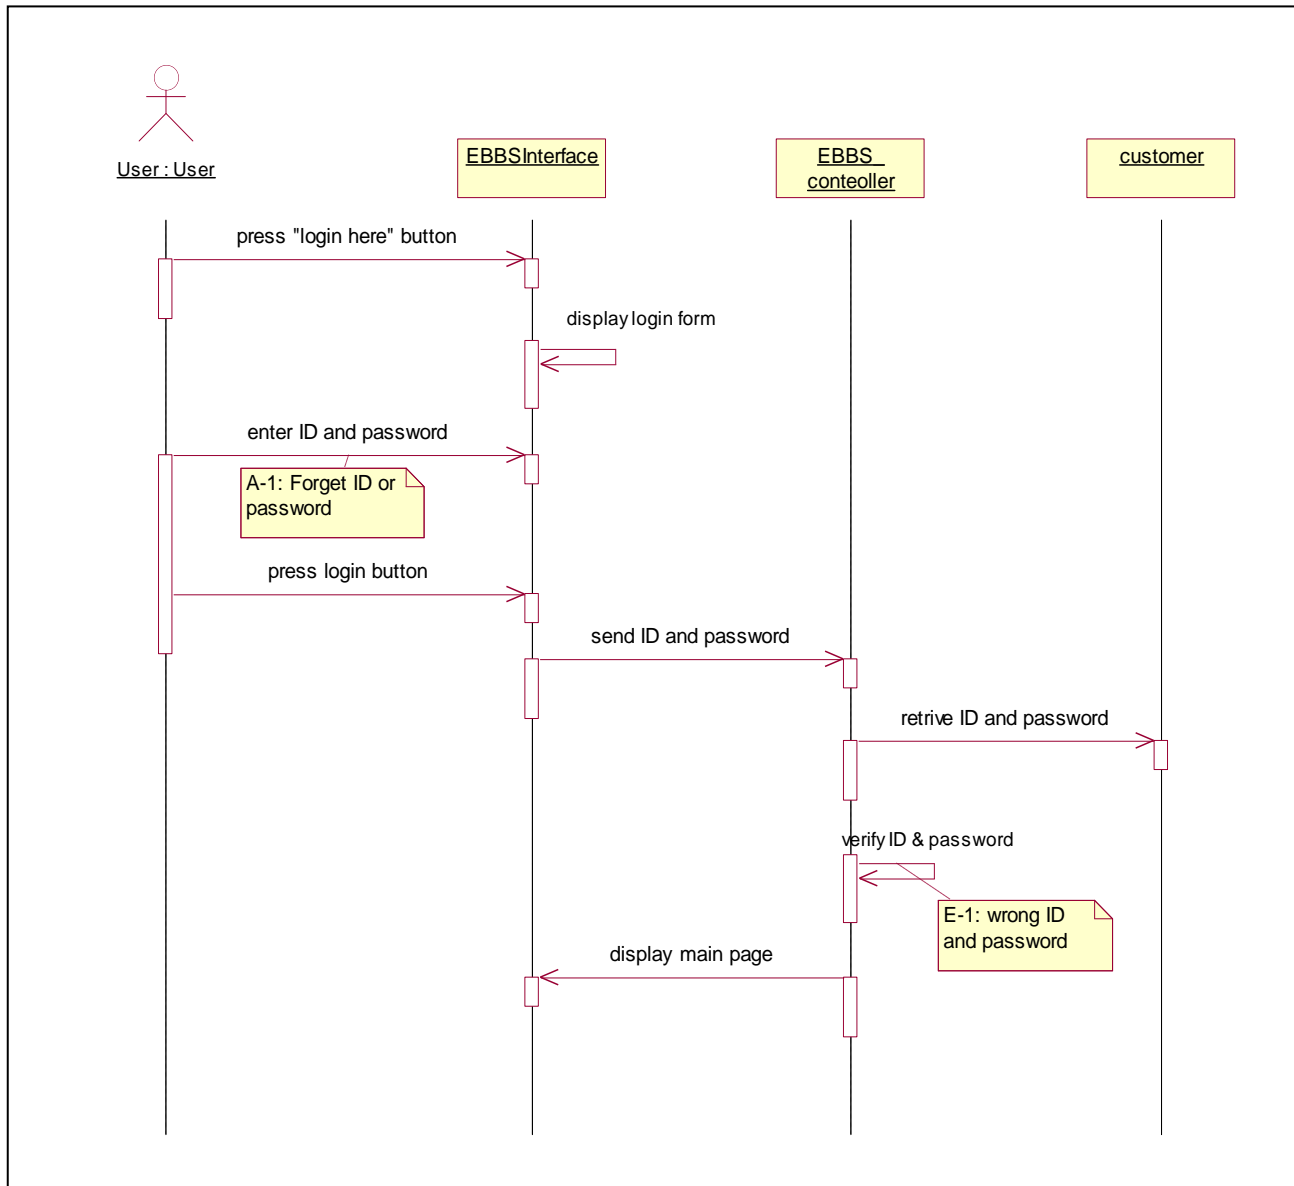 User : User
EBBSInterface
EBBS_
conteoller
customer
press "login here" button
display login form
enter ID and password
A-1: Forget ID or
password
press login button
send ID and password
retrive ID and password
verify ID & password
E-1: wrong ID
and password
display main page